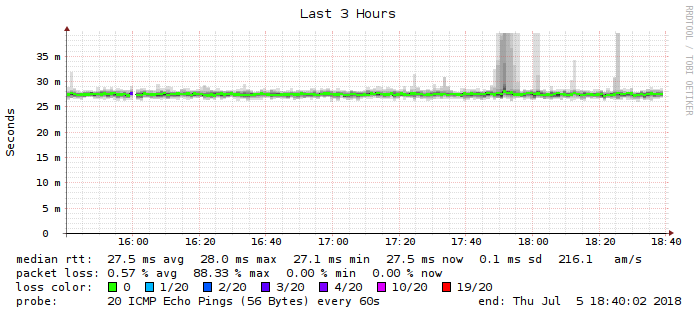 Last 3 Hours
RRDTOOL / TOBI OETIKER
Seconds
35 m
30 m
25 m
20 m
15 m
10 m
5 m
0
16:00 16:20 16:40 17:00 17:20 17:40 18:00 18:20 18:40
median rtt: 27.5 ms avg 28.0 ms max 27.1 ms min 27.5 ms now 0.1 ms sd 216.1 am/s
packet loss: 0.57 % avg 88.33 % max 0.00 % min 0.00 % now
loss color: 0 1/20 2/20 3/20 4/20 10/20 19/20
probe: 20 ICMP Echo Pings (56 Bytes) every 60s end: Thu Jul 5 18:40:02 2018